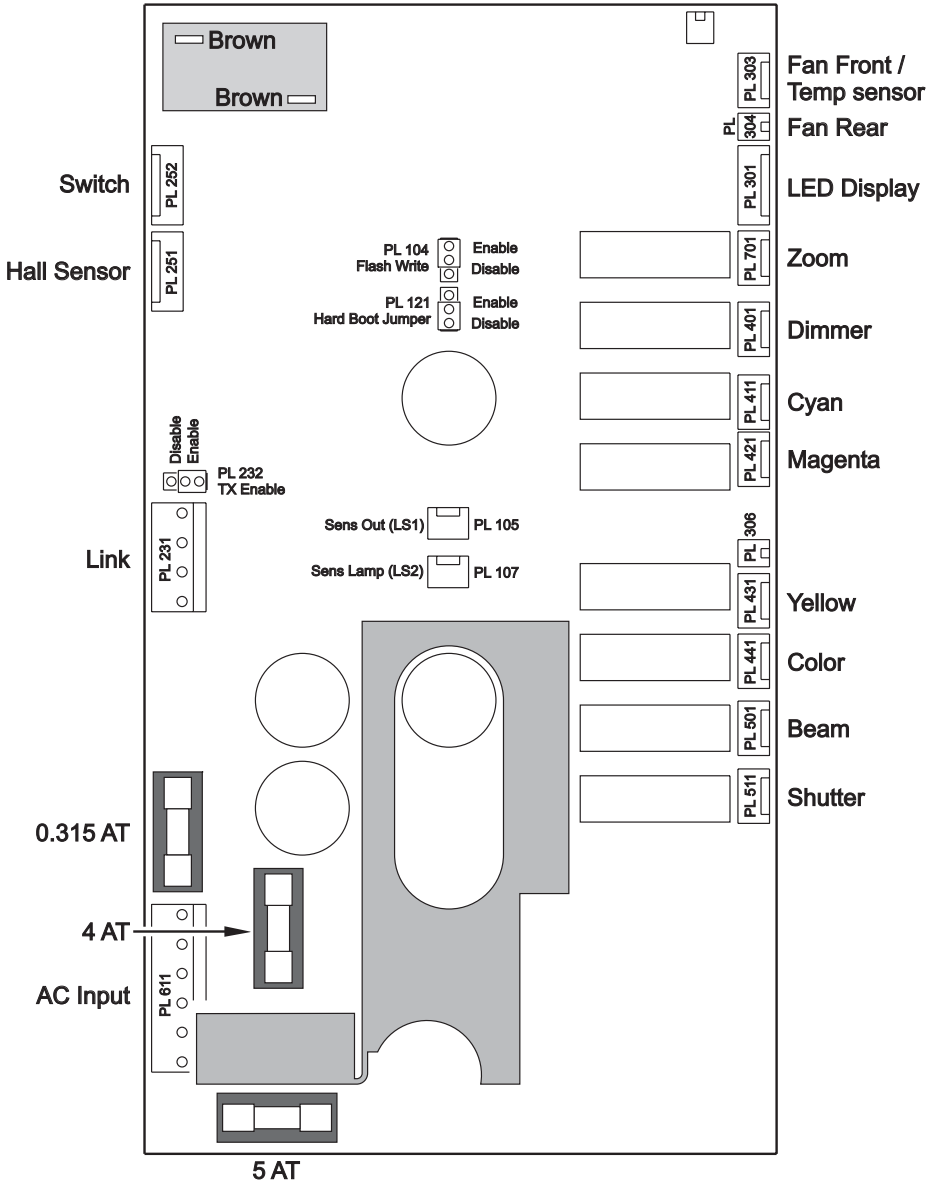 Brown
Brown
PL 303
Fan Front /
Temp sensor
PL 304
Fan Rear
Switch
PL 252
PL 301
LED Display
Hall Sensor
PL 251
PL 104
Flash Write
Enable
Disable
PL 701
Zoom
PL 121
Hard Boot Jumper
Enable
Disable
PL 401
Dimmer
PL 411
Cyan
Disable
Enable
PL 232
TX Enable
PL 421
Magenta
Sens Out (LS1)
PL 105
PL 306
Link
PL 231
Sens Lamp (LS2)
PL 107
PL 431
Yellow
PL 441
Color
PL 501
Beam
PL 511
Shutter
0.315 AT
4 AT
AC Input
PL 611
5 AT